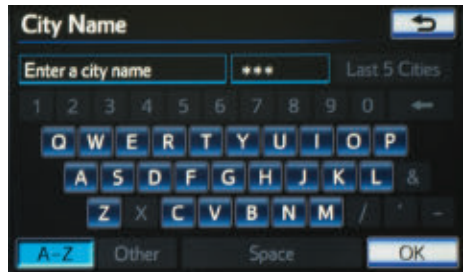 City Name
Enter a city name *** Last 5 Cities
1 2 3 4 5 6 7 8 9 0
Q W E R T Y U I O P
A S D F G H J K L &
Z X C V B N M / ' -
A-Z Other Space OK